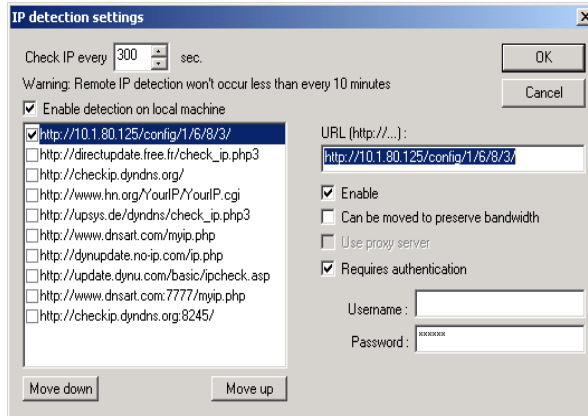 IP detection settings
Check IP every 300 sec.
OK
Warning: Remote IP detection won't occur less than every 10 minutes
Cancel
Enable detection on local machine
http://10.1.80.125/config/1/6/8/3/
http://directupdate.free.fr/check_ip.php3
http://checkip.dyndns.org/
http://www.hn.org/YourIP/YourIP.cgi
http://upsys.de/dyndns/check_ip.php3
http://www.dnsart.com/myip.php
http://dynupdate.no-ip.com/ip.php
http://update.dynu.com/basic/ipcheck.asp
http://www.dnsart.com:7777/myip.php
http://checkip.dyndns.org:8245/
Move down
Move up
URL (http://...) :
http://10.1.80.125/config/1/6/8/3/
Enable
Can be moved to preserve bandwidth
Use proxy server
Requires authentication
Username :
Password : ******